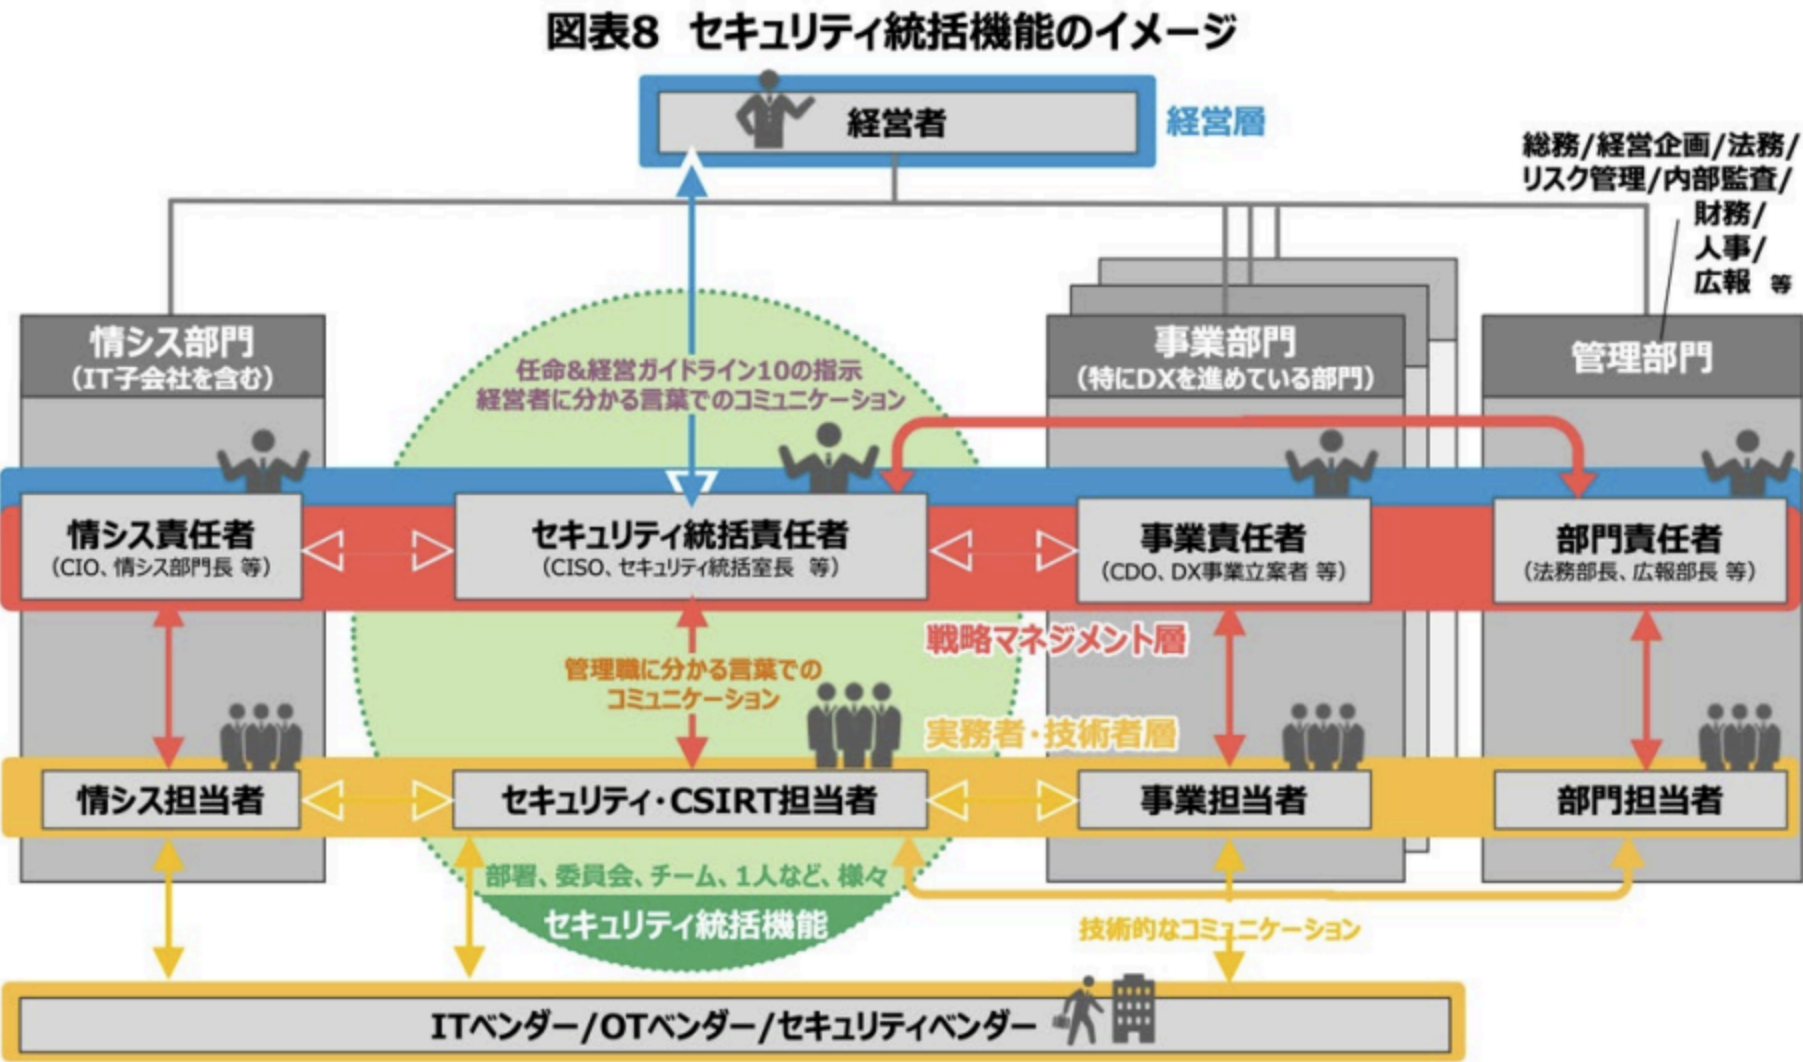 図表8 セキュリティ統括機能のイメージ
経営者
経営層
総務/経営企画/法務/
リスク管理/内部監査/
財務/
人事/
広報 等
情シス部門
(IT子会社を含む)
事業部門
(特にDXを進めている部門)
管理部門
任命&経営ガイドライン10の指示
経営者に分かる言葉でのコミュニケーション
情シス責任者
(CIO、情シス部門長 等)
セキュリティ統括責任者
(CISO、セキュリティ統括室長 等)
事業責任者
(CDO、DX事業立案者 等)
部門責任者
(法務部長、広報部長 等)
戦略マネジメント層
管理職に分かる言葉での
コミュニケーション
実務者・技術者層
情シス担当者
セキュリティ・CSIRT担当者
事業担当者
部門担当者
部署、委員会、チーム、1人など、様々
セキュリティ統括機能
技術的なコミュニケーション
ITベンダー/OTベンダー/セキュリティベンダー